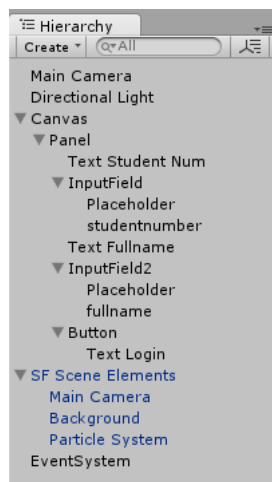 Hierarchy
Create All
Main Camera
Directional Light
Canvas
Panel
Text Student Num
InputField
Placeholder
studentnumber
Text Fullname
InputField2
Placeholder
fullname
Button
Text Login
SF Scene Elements
Main Camera
Background
Particle System
EventSystem